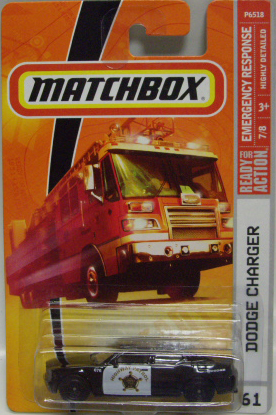 P6518
MATCHBOX
EMERGENCY RESPONSE
HIGHLY DETAILED
7/8
3+
READY FOR ACTION
DODGE CHARGER
61